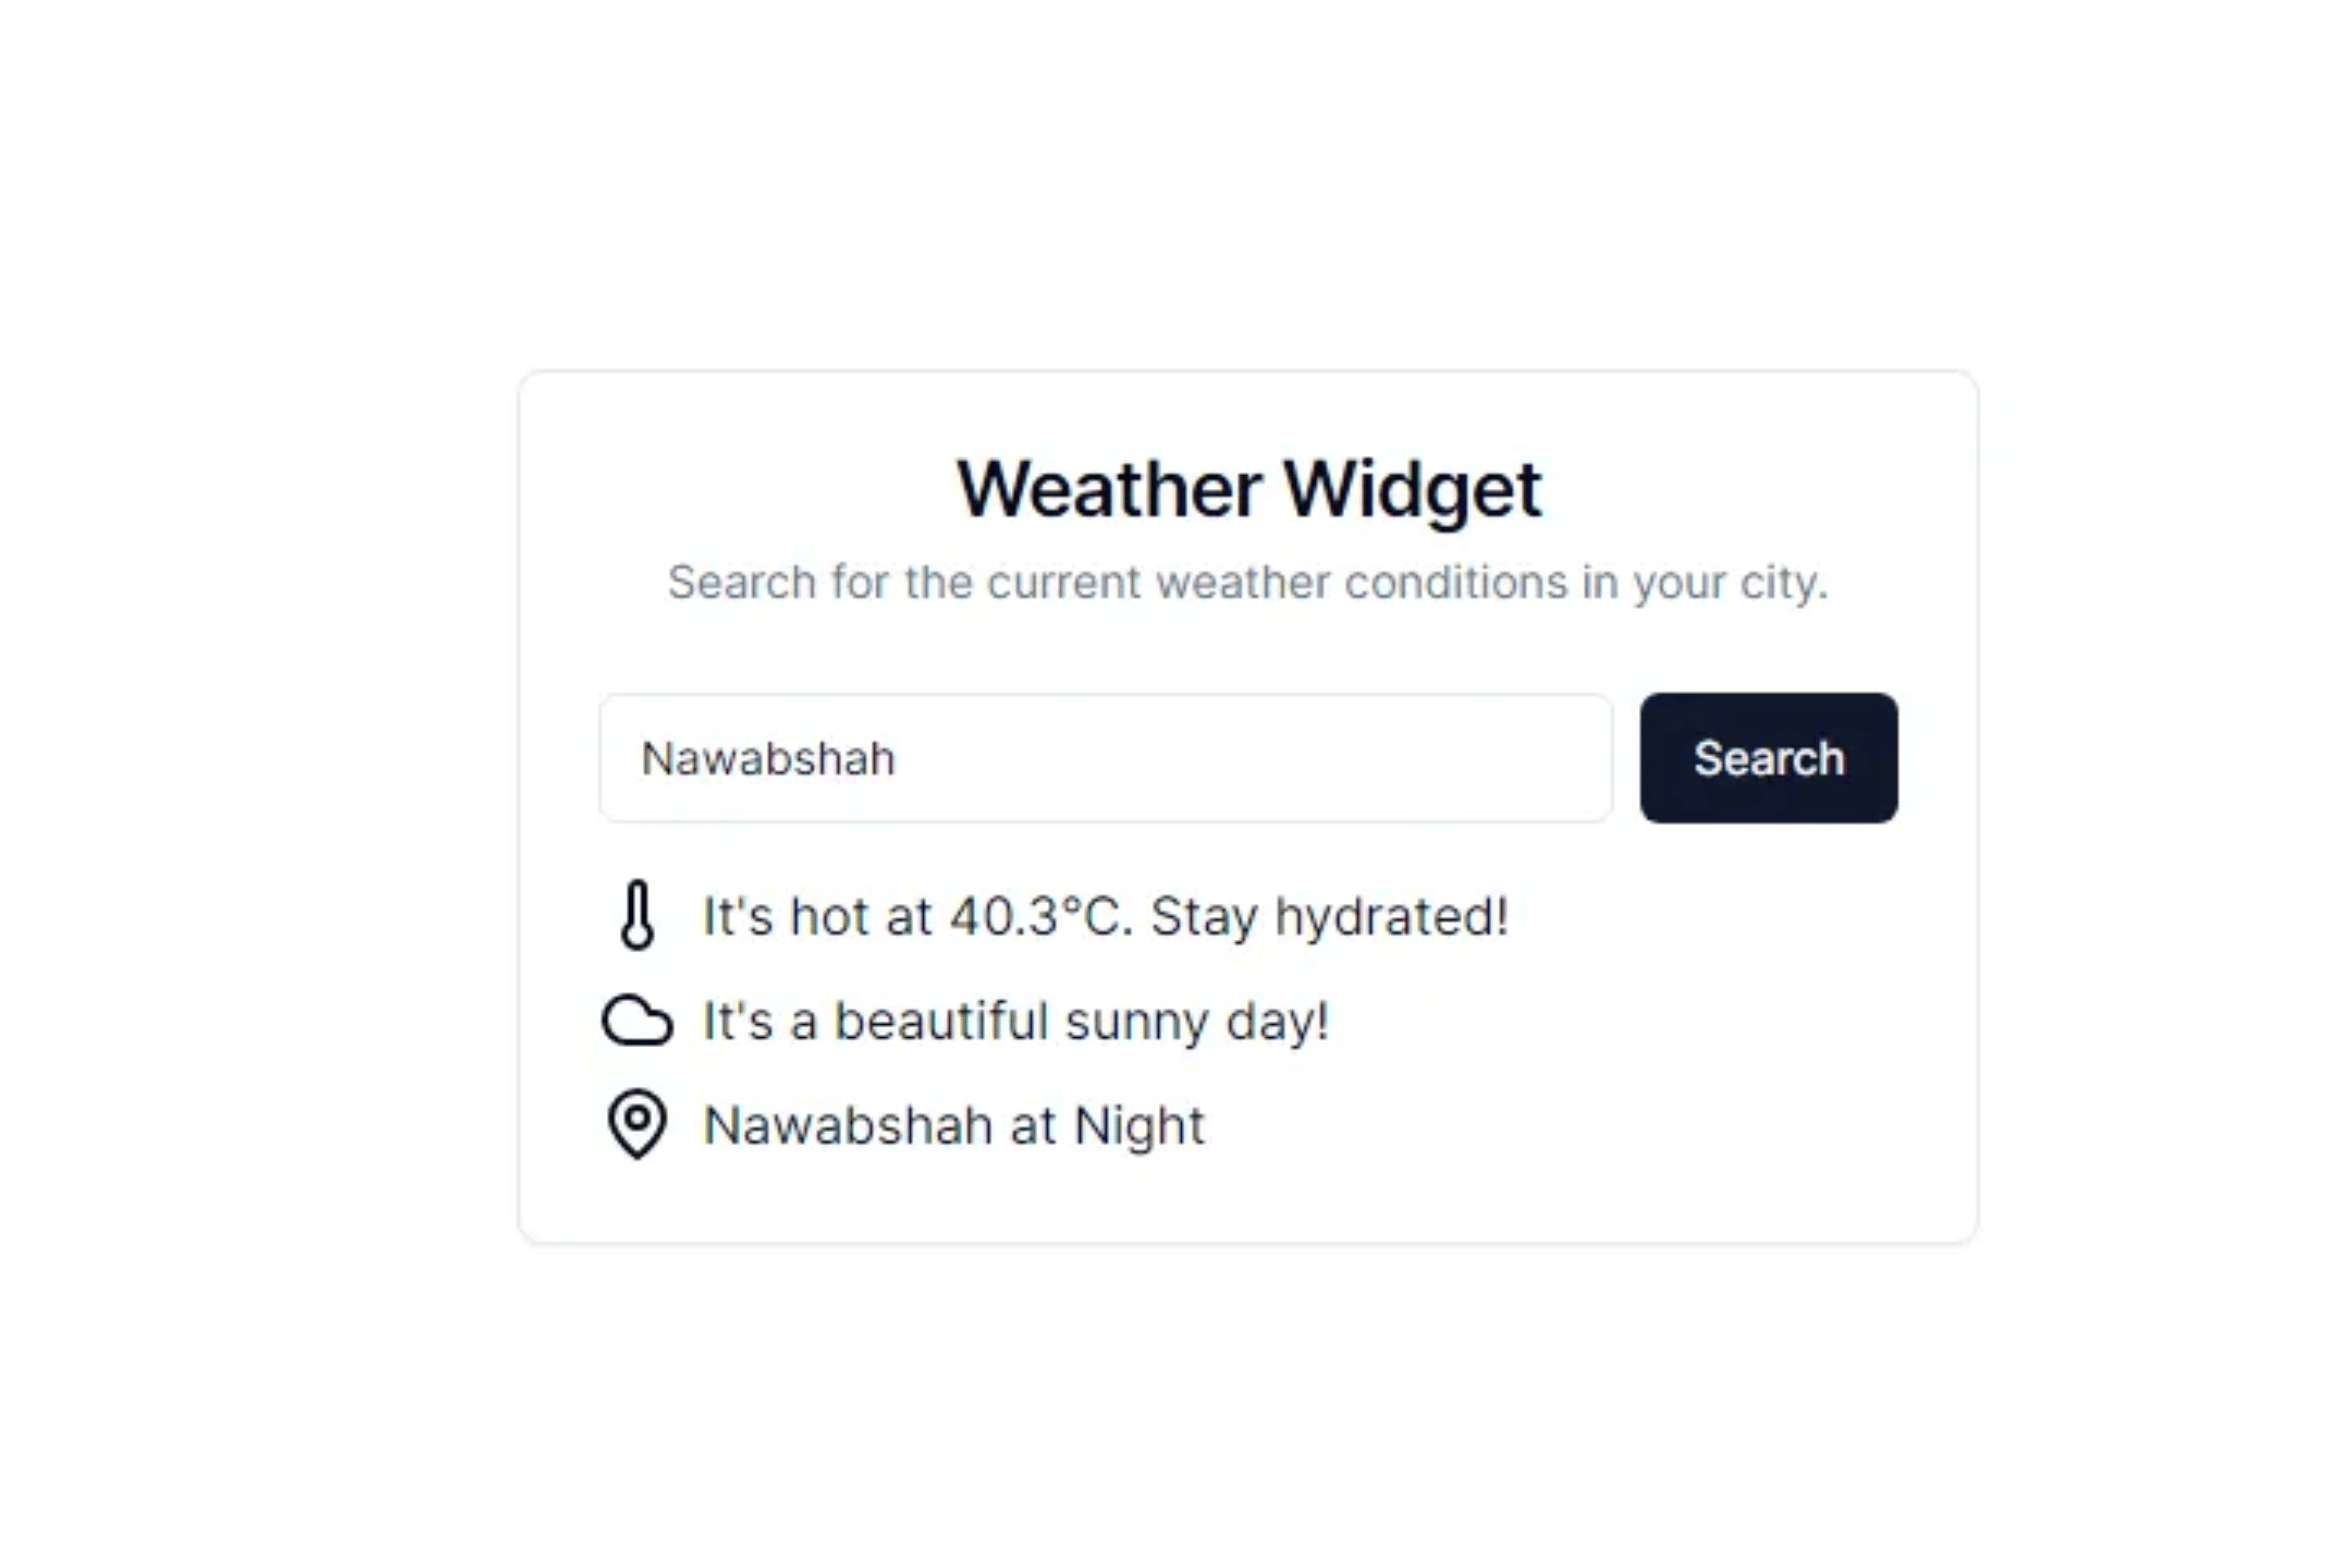 Weather Widget
Search for the current weather conditions in your city.
Nawabshah
Search
It's hot at 40.3°C. Stay hydrated!
It's a beautiful sunny day!
Nawabshah at Night